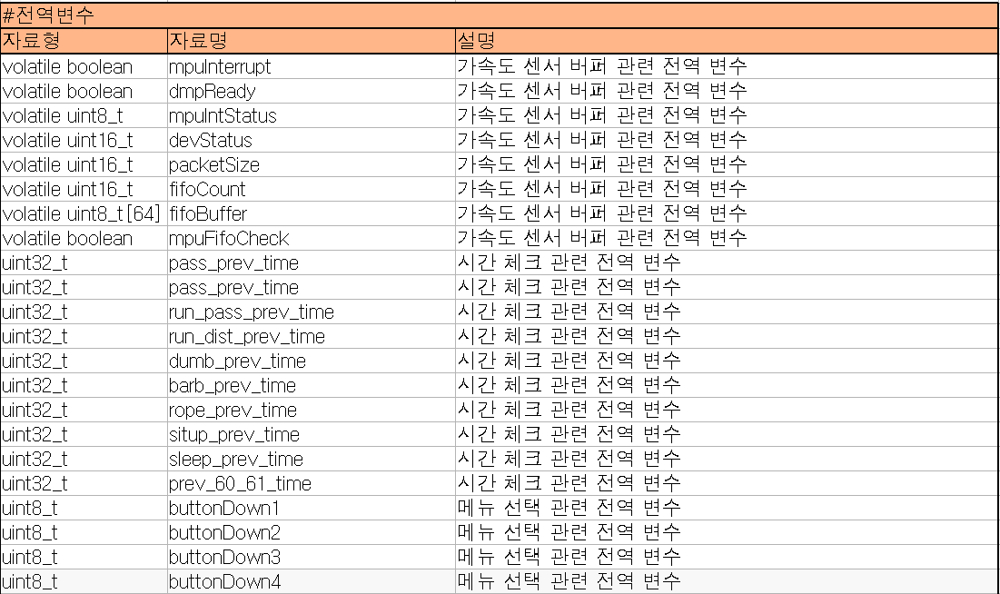 #전역변수
자료형 자료명 설명
volatile boolean mpuInterrupt 가속도 센서 버퍼 관련 전역 변수
volatile boolean dmpReady 가속도 센서 버퍼 관련 전역 변수
volatile uint8_t mpuIntStatus 가속도 센서 버퍼 관련 전역 변수
volatile uint16_t devStatus 가속도 센서 버퍼 관련 전역 변수
volatile uint16_t packetSize 가속도 센서 버퍼 관련 전역 변수
volatile uint16_t fifoCount 가속도 센서 버퍼 관련 전역 변수
volatile uint8_t[64] fifoBuffer 가속도 센서 버퍼 관련 전역 변수
volatile boolean mpuFifoCheck 가속도 센서 버퍼 관련 전역 변수
uint32_t pass_prev_time 시간 체크 관련 전역 변수
uint32_t pass_prev_time 시간 체크 관련 전역 변수
uint32_t run_pass_prev_time 시간 체크 관련 전역 변수
uint32_t run_dist_prev_time 시간 체크 관련 전역 변수
uint32_t dumb_prev_time 시간 체크 관련 전역 변수
uint32_t barb_prev_time 시간 체크 관련 전역 변수
uint32_t rope_prev_time 시간 체크 관련 전역 변수
uint32_t situp_prev_time 시간 체크 관련 전역 변수
uint32_t sleep_prev_time 시간 체크 관련 전역 변수
uint32_t prev_60_61_time 시간 체크 관련 전역 변수
uint8_t buttonDown1 메뉴 선택 관련 전역 변수
uint8_t buttonDown2 메뉴 선택 관련 전역 변수
uint8_t buttonDown3 메뉴 선택 관련 전역 변수
uint8_t buttonDown4 메뉴 선택 관련 전역 변수